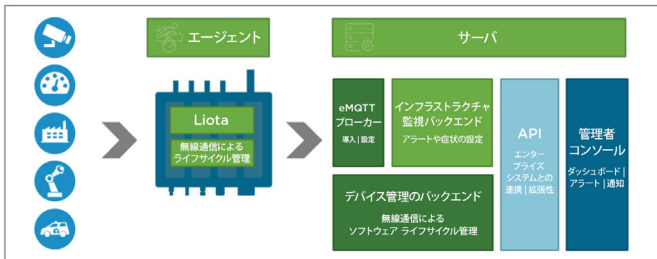 エージェント
サーバ
Liota
無線通信による
ライフサイクル管理
eMQTT
ブローカー
導入|設定
インフラストラクチャ
監視バックエンド
アラートや症状の設定
デバイス管理のバックエンド
無線通信による
ソフトウェア ライフサイクル管理
API
エンター
プライズ
システムとの
連携|拡張性
管理者
コンソール
ダッシュボード|
アラート|通知